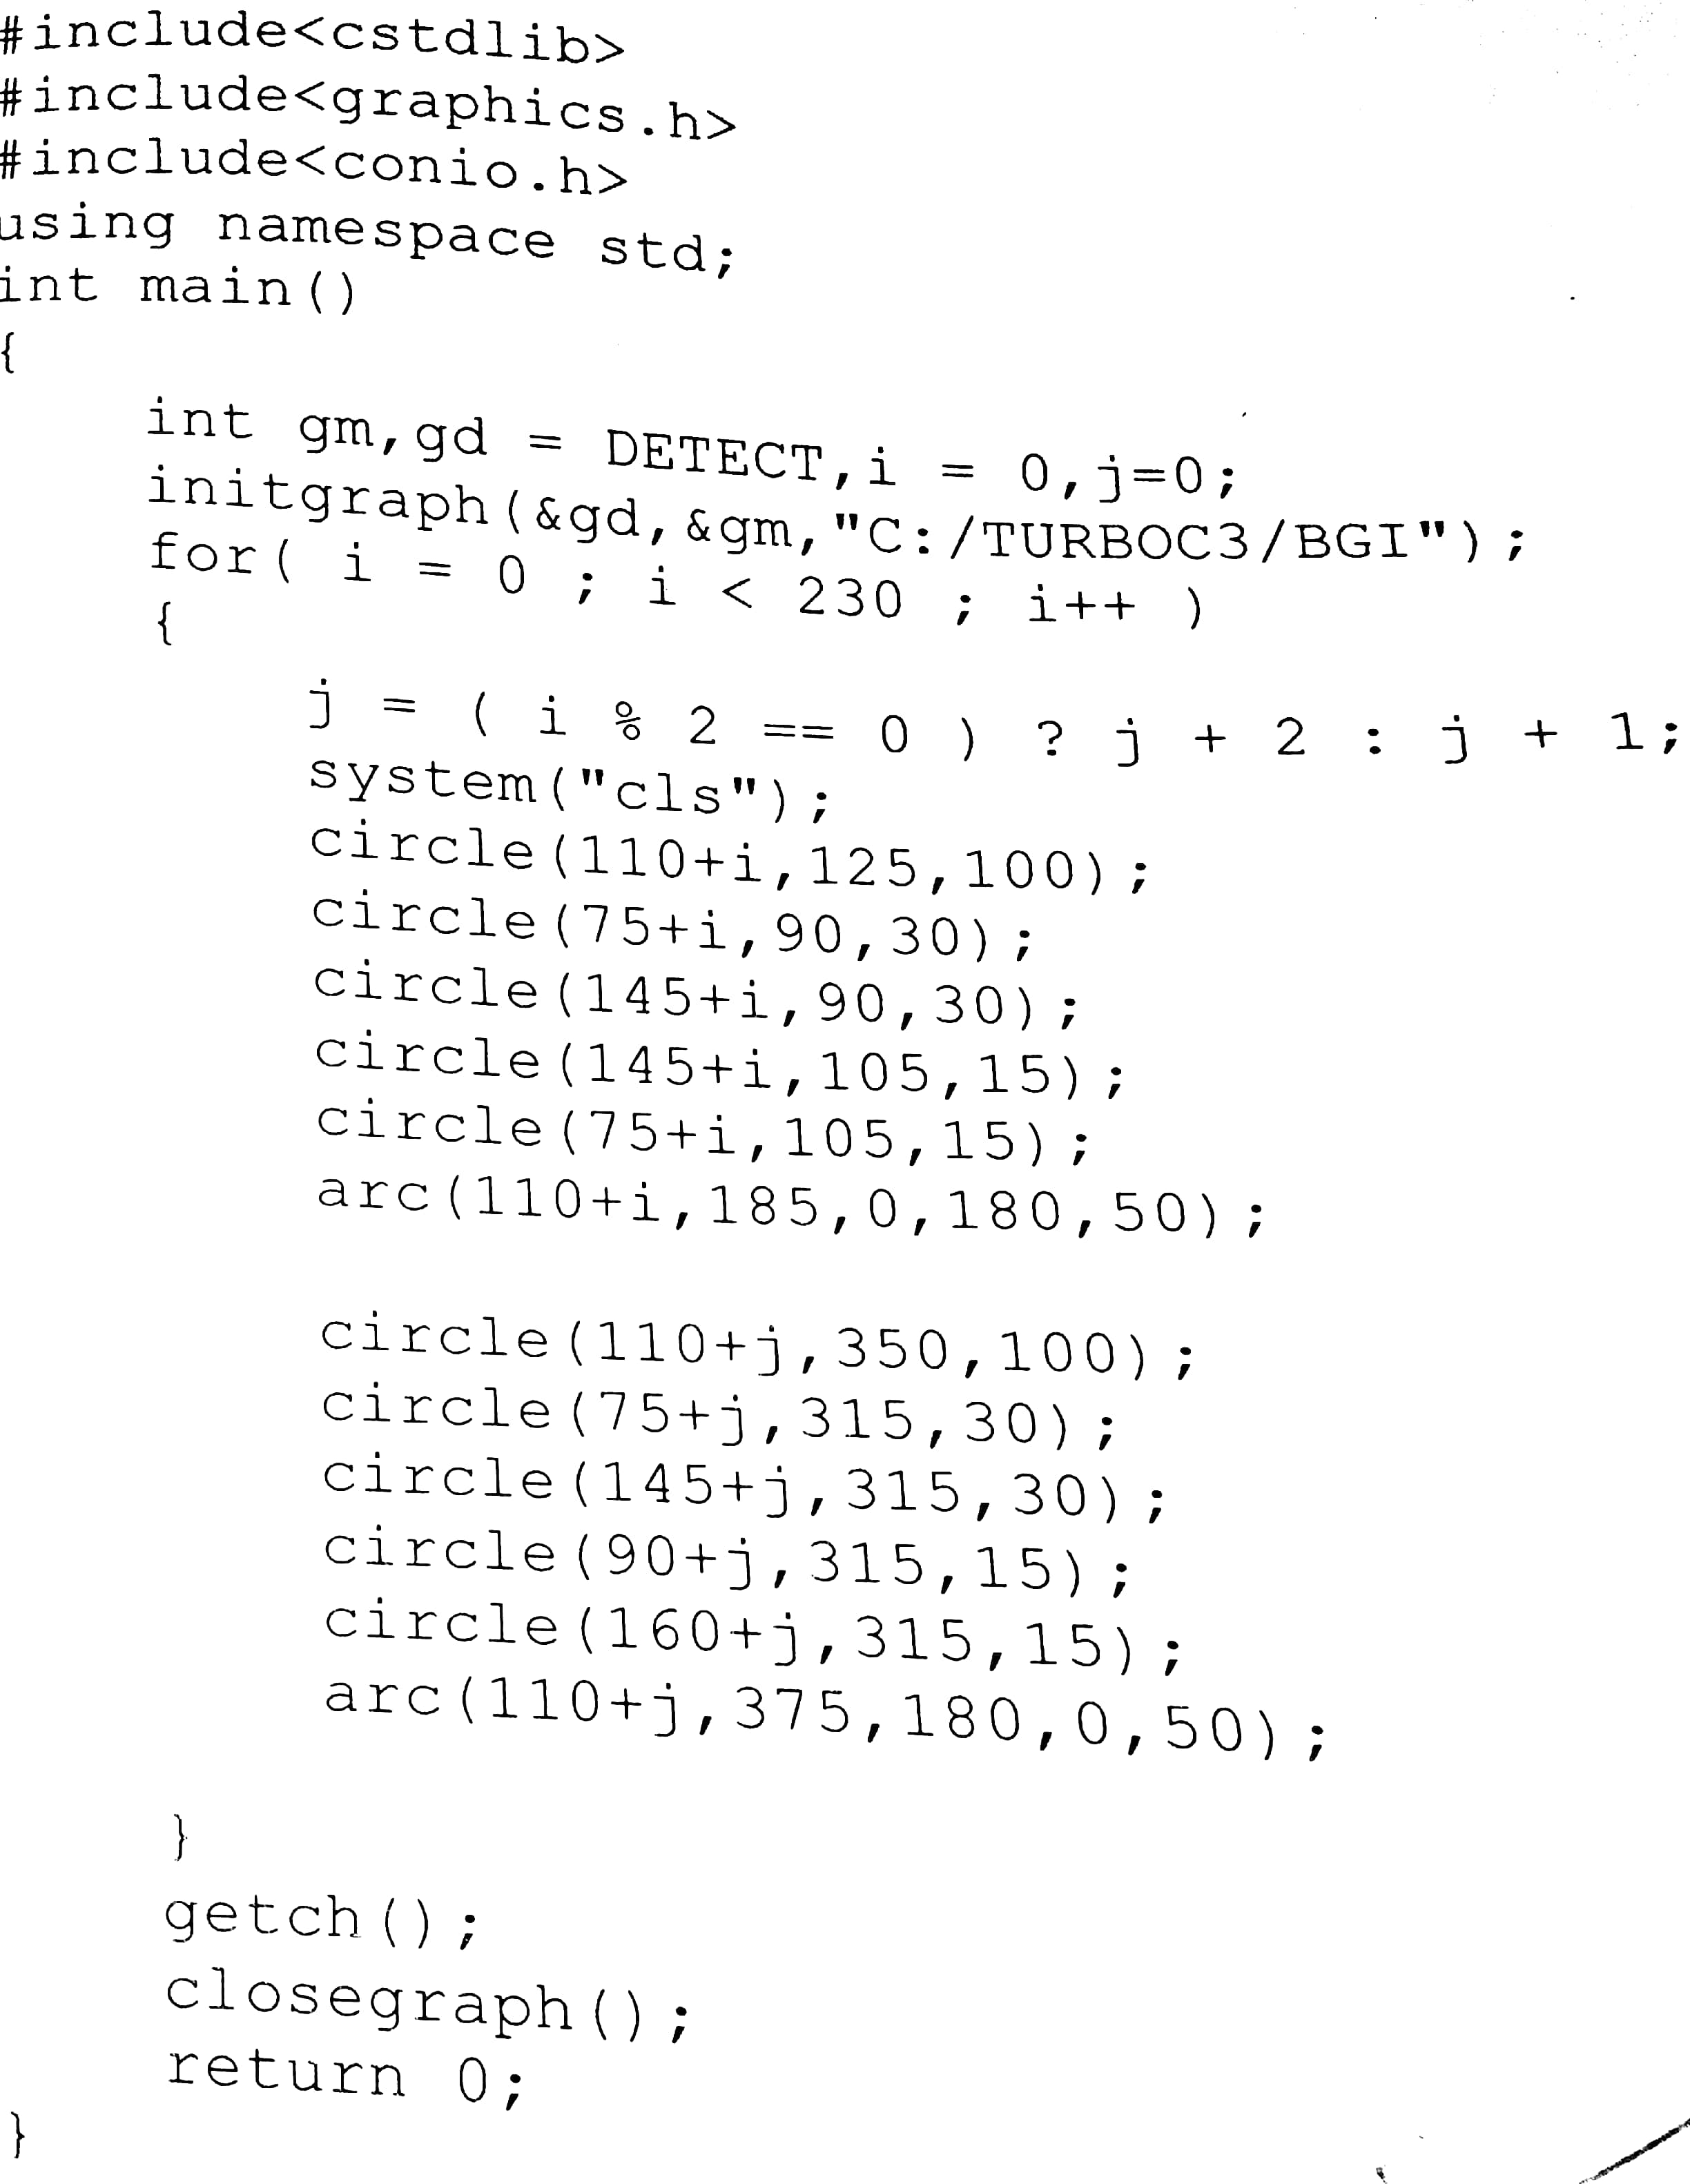 #include<cstdlib>
#include<graphics.h>
#include<conio.h>
using namespace std;
int main()
{
int gm,gd = DETECT,i = 0,j=0;
initgraph(&gd,&gm,"C:/TURBOC3/BGI");
for( i = 0 ; i < 230 ; i++ )
{
j = ( i % 2 == 0 ) ? j + 2 : j + 1;
system("cls");
circle(110+i,125,100);
circle(75+i,90,30);
circle(145+i,90,30);
circle(145+i,105,15);
circle(75+i,105,15);
arc(110+i,185,0,180,50);
circle(110+j,350,100);
circle(75+j,315,30);
circle(145+j,315,30);
circle(90+j,315,15);
circle(160+j,315,15);
arc(110+j,375,180,0,50);
}
getch();
closegraph();
return 0;
}